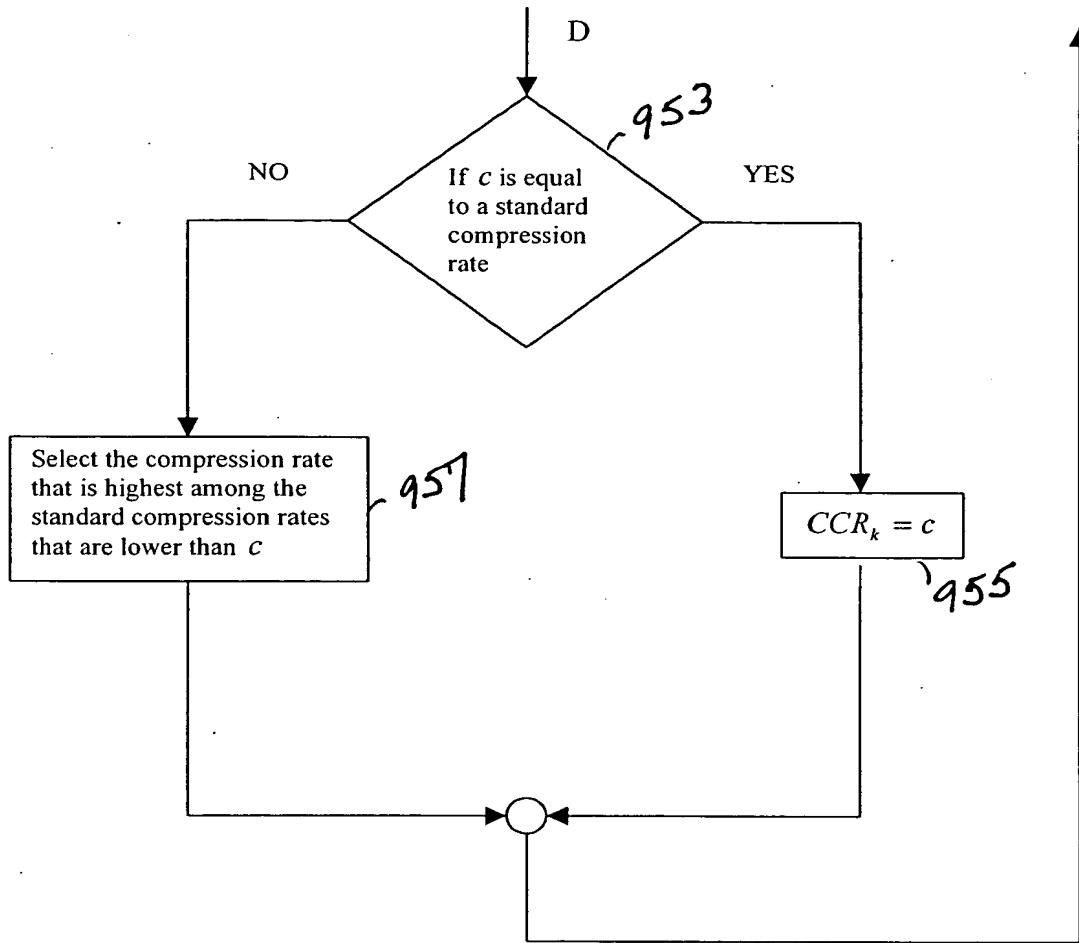 D
953
NO
YES
If c is equal
to a standard
compression
rate
Select the compression rate
that is highest among the
standard compression rates
that are lower than c
957
CCR_k = c
955